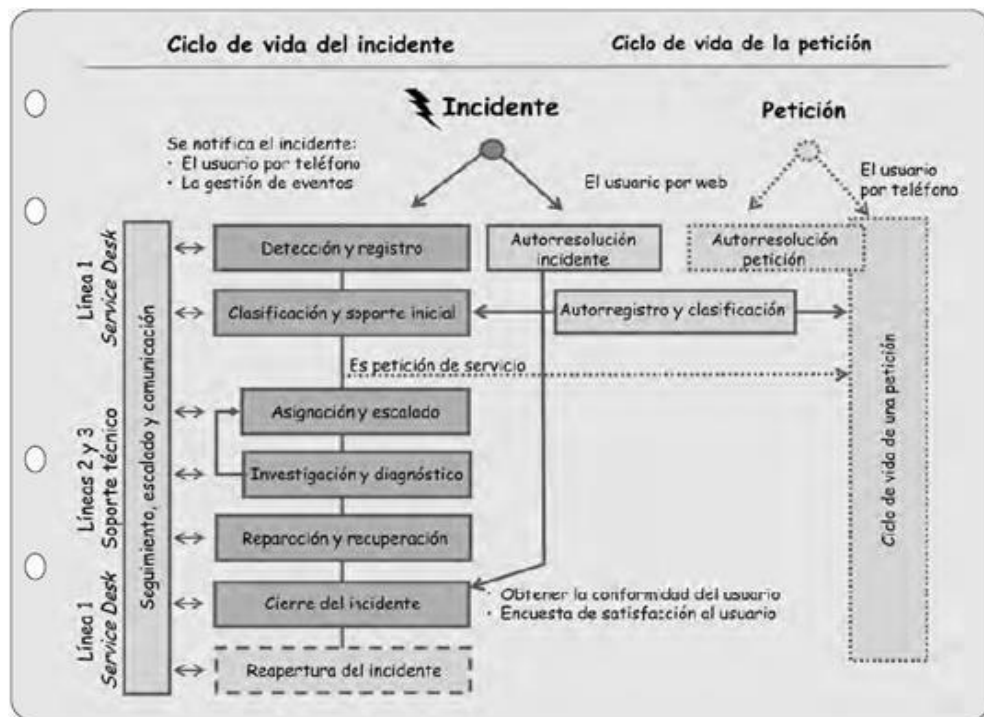 Ciclo de vida del incidente
Ciclo de vida de la petición
Incidente
Petición
Se notifica el incidente:
• El usuario por teléfono
• La gestión de eventos
El usuario por web
El usuario
por teléfono
Línea 1
Service Desk
Líneas 2 y 3
Soporte técnico
Línea 1
Service Desk
Seguimiento, escalado y comunicación
Detección y registro
Autorresolución
incidente
Autorresolución
petición
Clasificación y soporte inicial
Autorregistro y clasificación
Es petición de servicio
Asignación y escalado
Investigación y diagnóstico
Reparación y recuperación
Cierre del incidente
• Obtener la conformidad del usuario
• Encuesta de satisfacción al usuario
Reapertura del incidente
Ciclo de vida de una petición